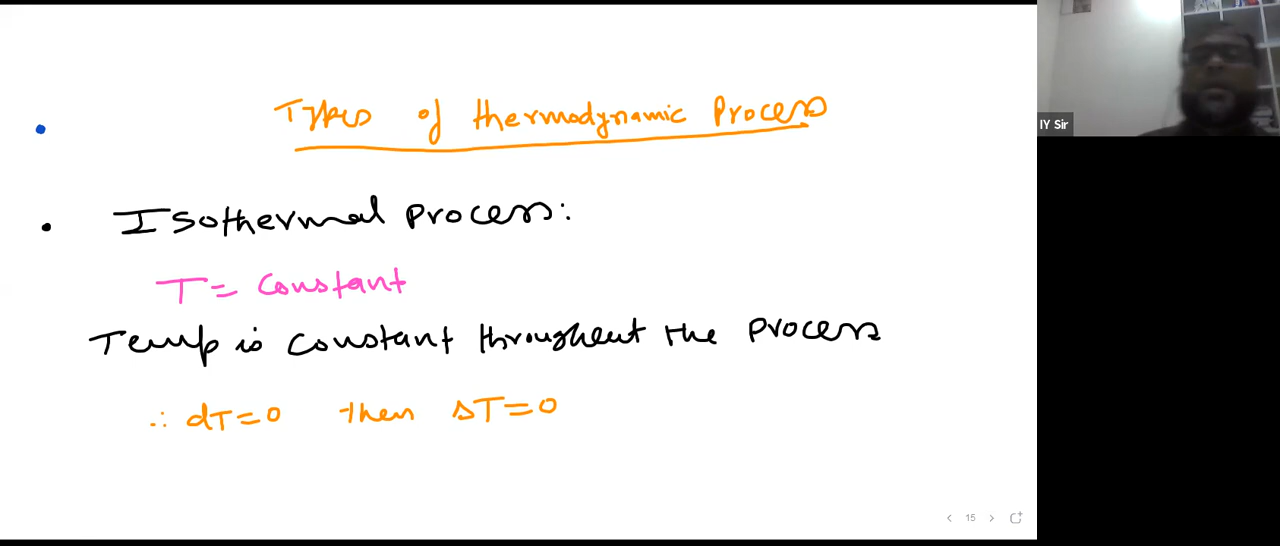 Types of thermodynamic Process
• Isothermal process:
T = Constant
Temp is constant throughout the process
∴ dT = 0 then ΔT = 0
IY Sir
15